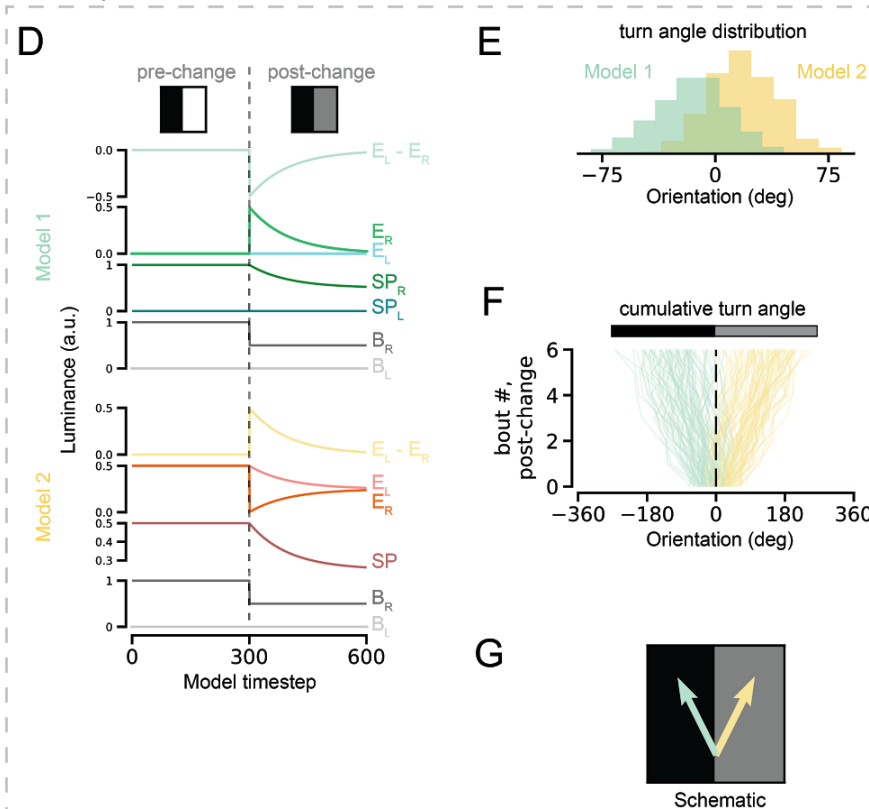 D
pre-change
post-change
Model 1
Model 2
Luminance (a.u.)
0.0
−0.5
E_L - E_R
0.5
0.0
E_R
E_L
1
0
SP_R
SP_L
1
0
B_R
B_L
0.5
0.0
E_L - E_R
0.5
0.0
E_L
E_R
0.5
0.4
0.3
SP
1
0
B_R
B_L
0
300
600
Model timestep
E
turn angle distribution
Model 1
Model 2
−75
0
75
Orientation (deg)
F
cumulative turn angle
bout #,
post-change
6
4
2
0
−360
−180
0
180
360
Orientation (deg)
G
Schematic